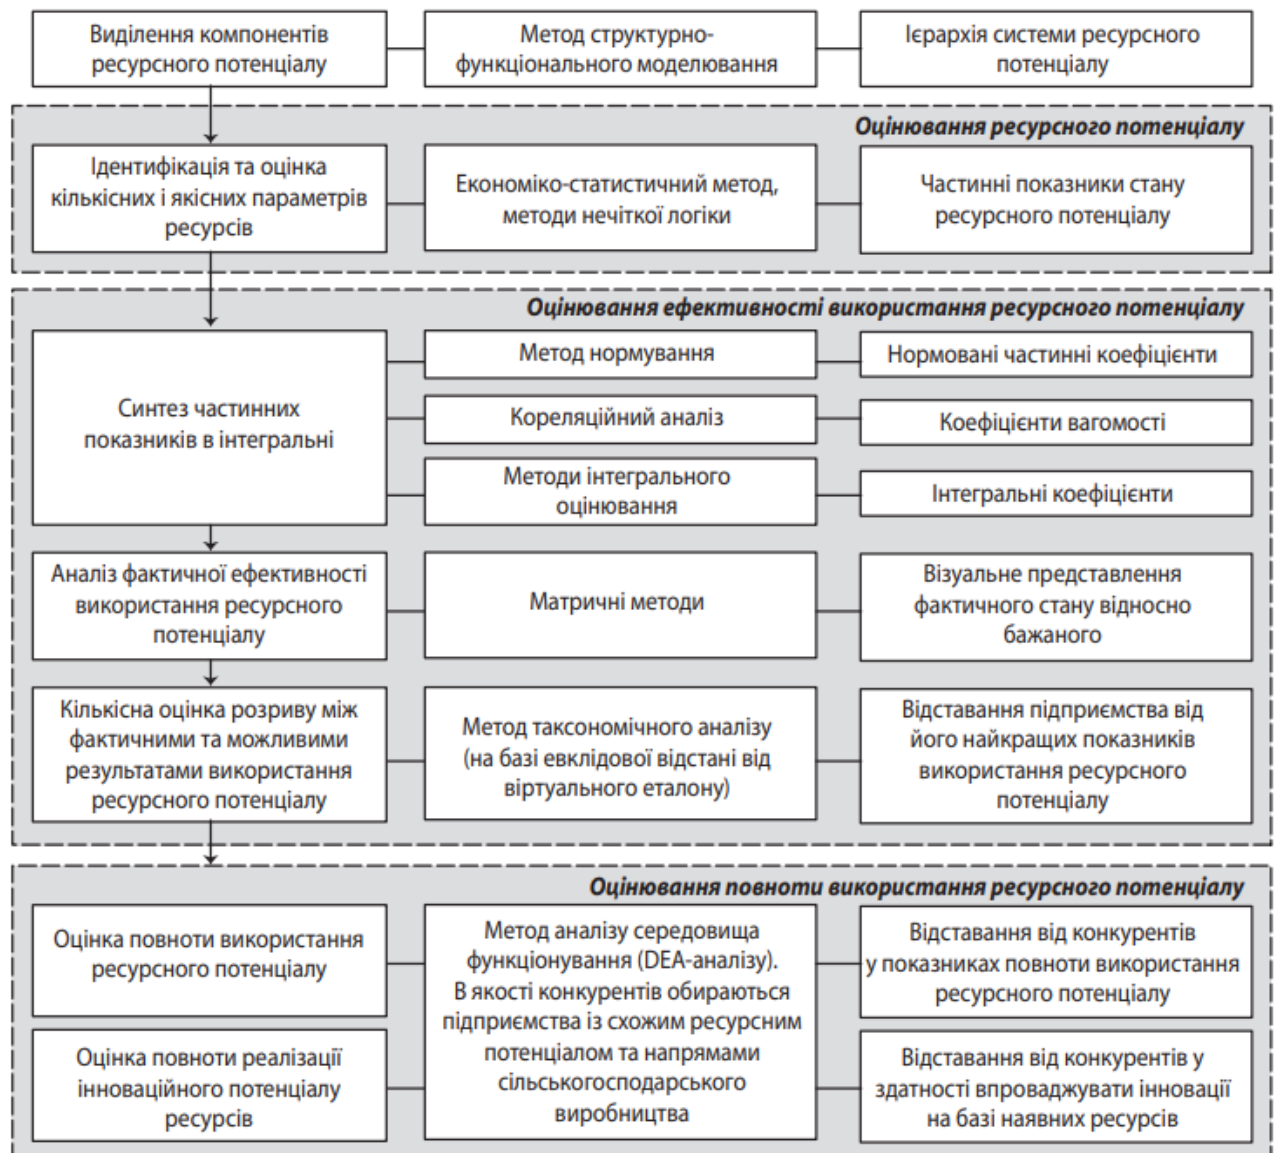 Виділення компонентів
ресурсного потенціалу
Метод структурно-
функціонального моделювання
Ієрархія системи ресурсного
потенціалу
Оцінювання ресурсного потенціалу
Ідентифікація та оцінка
кількісних і якісних параметрів
ресурсів
Економіко-статистичний метод,
методи нечіткої логіки
Частинні показники стану
ресурсного потенціалу
Оцінювання ефективності використання ресурсного потенціалу
Синтез частинних
показників в інтегральні
Метод нормування
Нормовані частинні коефіцієнти
Кореляційний аналіз
Коефіцієнти вагомості
Методи інтегрального
оцінювання
Інтегральні коефіцієнти
Аналіз фактичної ефективності
використання ресурсного
потенціалу
Матричні методи
Візуальне представлення
фактичного стану відносно
бажаного
Кількісна оцінка розриву між
фактичними та можливими
результатами використання
ресурсного потенціалу
Метод таксономічного аналізу
(на базі евклідової відстані від
віртуального еталону)
Відставання підприємства від
його найкращих показників
використання ресурсного
потенціалу
Оцінювання повноти використання ресурсного потенціалу
Оцінка повноти використання
ресурсного потенціалу
Метод аналізу середовища
функціонування (DEA-аналізу).
В якості конкурентів обираються
підприємства із схожим ресурсним
потенціалом та напрямами
сільськогосподарського
виробництва
Відставання від конкурентів
у показниках повноти використання
ресурсного потенціалу
Оцінка повноти реалізації
інноваційного потенціалу
ресурсів
Відставання від конкурентів у
здатності впроваджувати інновації
на базі наявних ресурсів